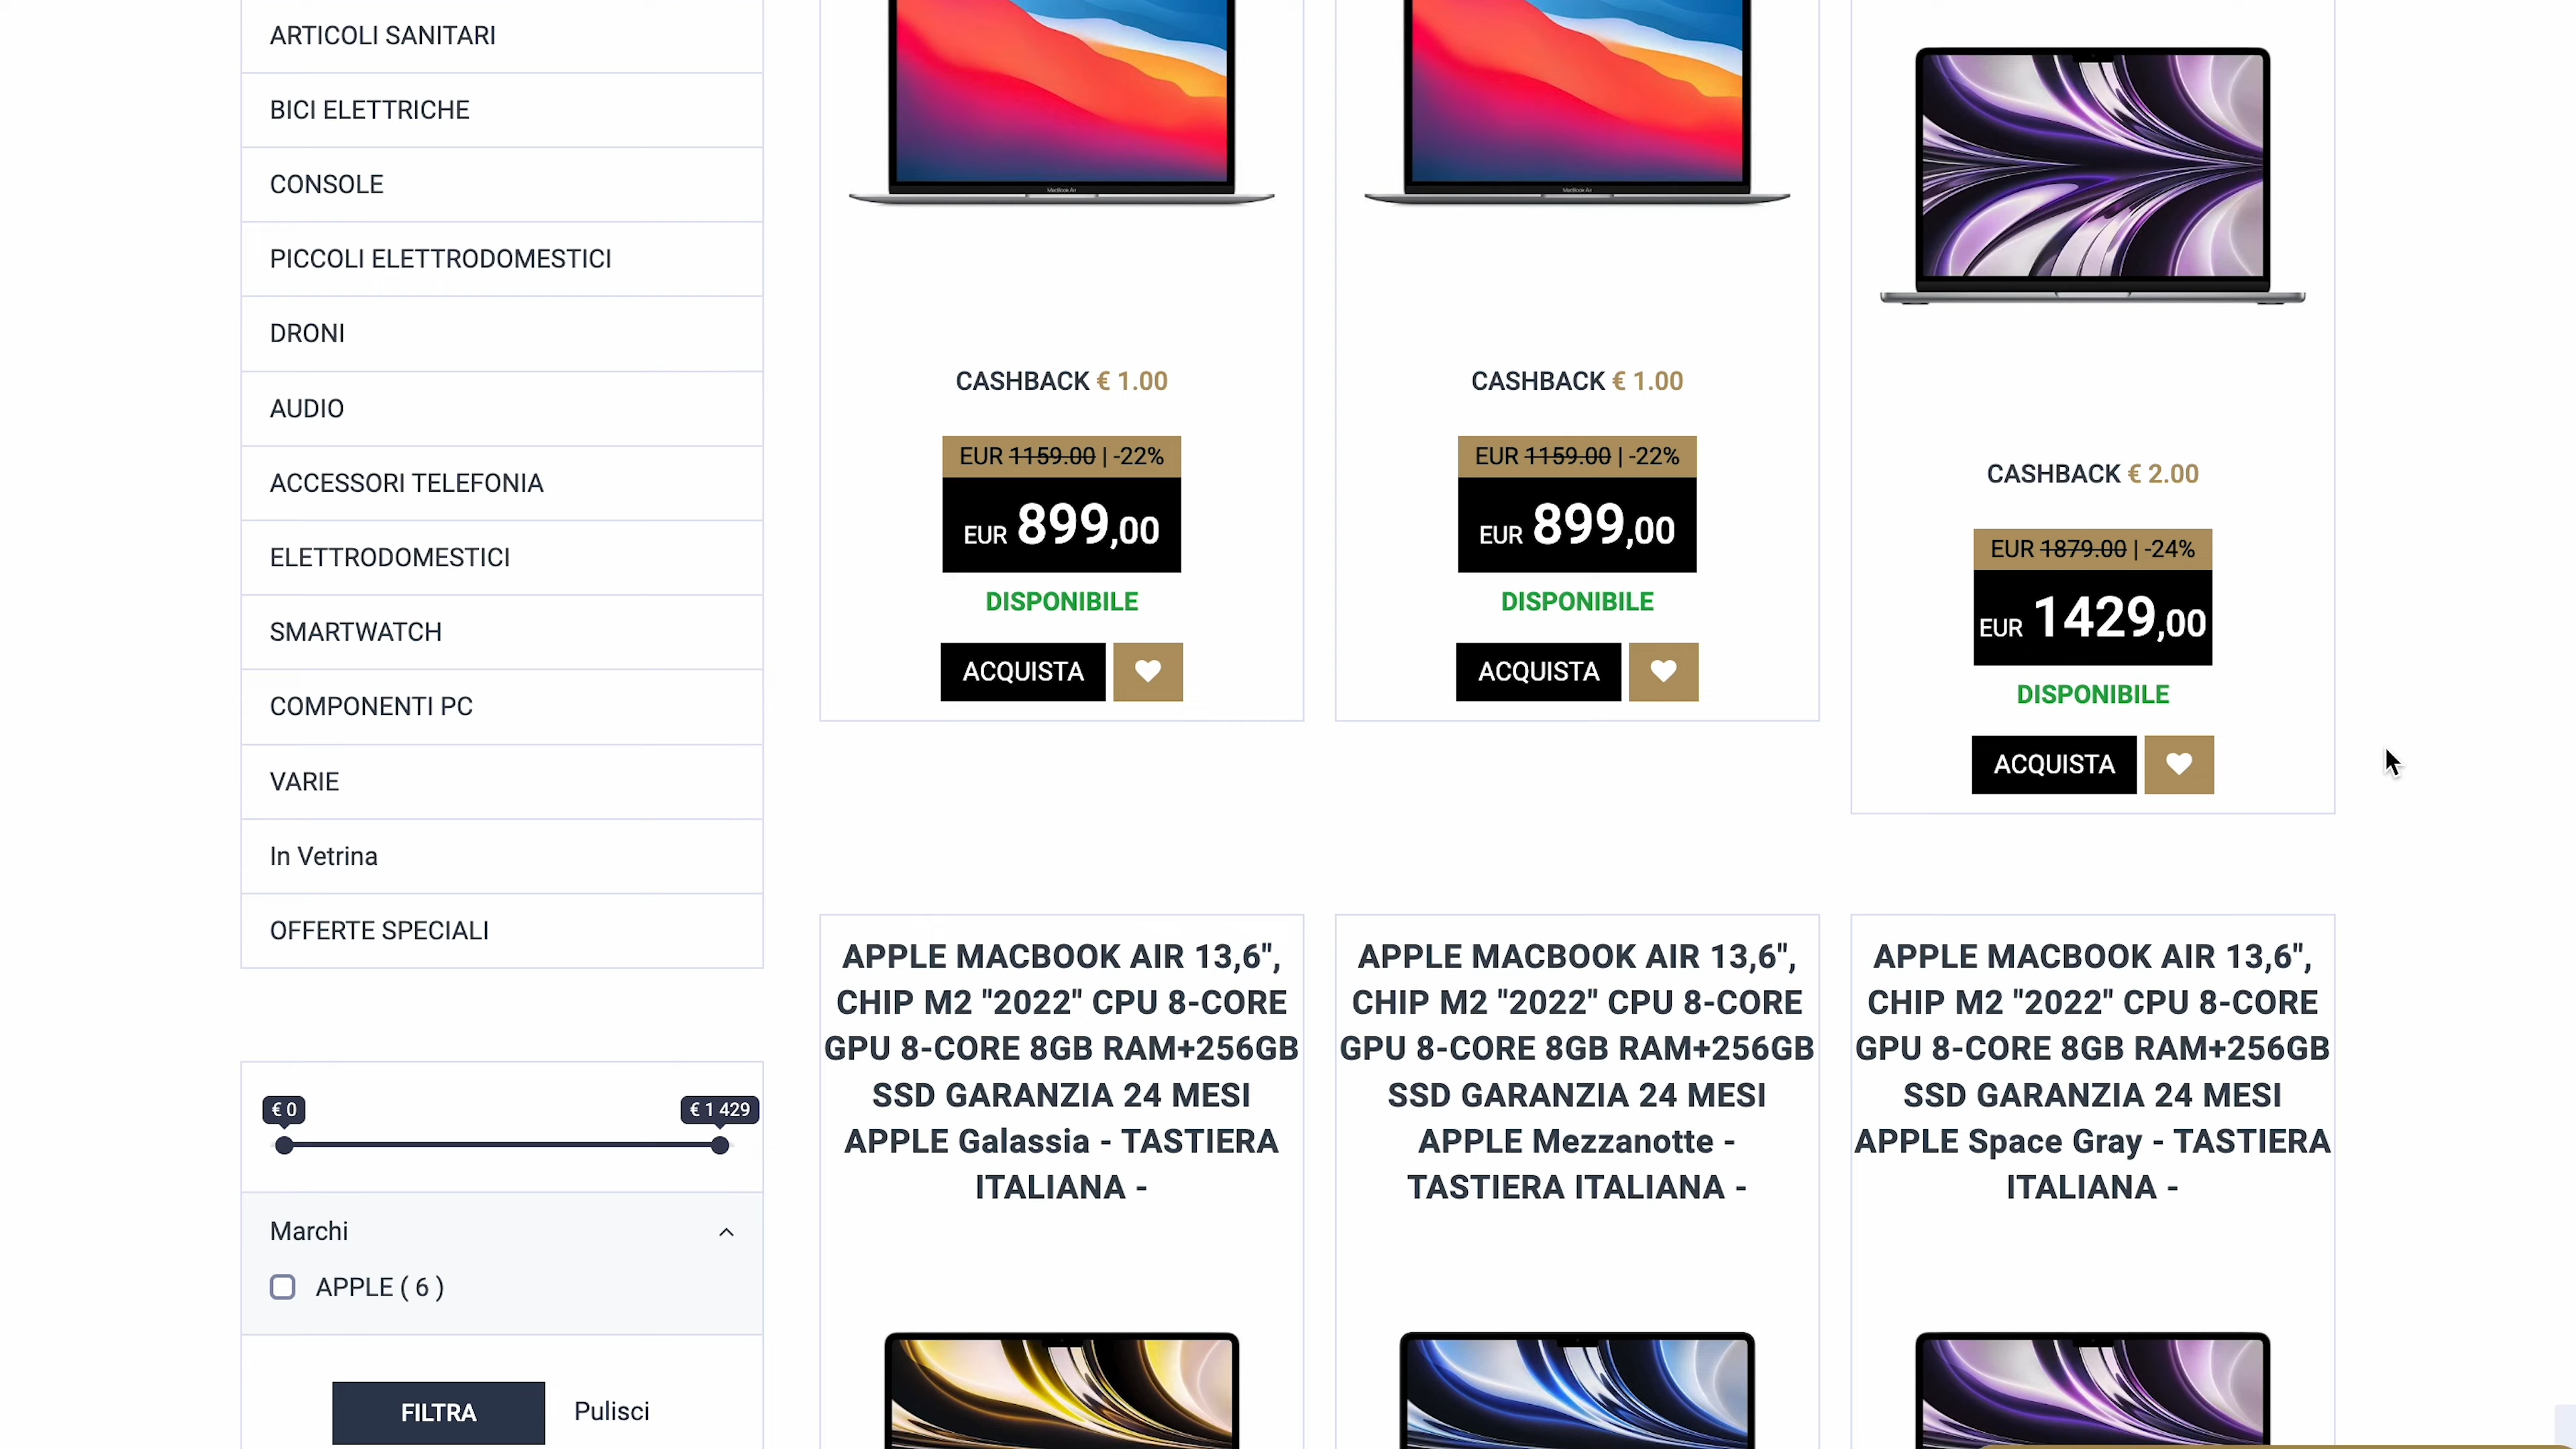 ARTICOLI SANITARI
BICI ELETTRICHE
CONSOLE
PICCOLI ELETTRODOMESTICI
DRONI
AUDIO
ACCESSORI TELEFONIA
ELETTRODOMESTICI
SMARTWATCH
COMPONENTI PC
VARIE
In Vetrina
OFFERTE SPECIALI
€ 0
€ 1 429
Marchi
APPLE ( 6 )
FILTRA
Pulisci
MacBook Air
CASHBACK € 1.00
EUR 1159.00 | -22%
EUR 899,00
DISPONIBILE
ACQUISTA
MacBook Air
CASHBACK € 1.00
EUR 1159.00 | -22%
EUR 899,00
DISPONIBILE
ACQUISTA
CASHBACK € 2.00
EUR 1879.00 | -24%
EUR 1429,00
DISPONIBILE
ACQUISTA
APPLE MACBOOK AIR 13,6",
CHIP M2 "2022" CPU 8-CORE
GPU 8-CORE 8GB RAM+256GB
SSD GARANZIA 24 MESI
APPLE Galassia - TASTIERA
ITALIANA -
APPLE MACBOOK AIR 13,6",
CHIP M2 "2022" CPU 8-CORE
GPU 8-CORE 8GB RAM+256GB
SSD GARANZIA 24 MESI
APPLE Mezzanotte -
TASTIERA ITALIANA -
APPLE MACBOOK AIR 13,6",
CHIP M2 "2022" CPU 8-CORE
GPU 8-CORE 8GB RAM+256GB
SSD GARANZIA 24 MESI
APPLE Space Gray - TASTIERA
ITALIANA -